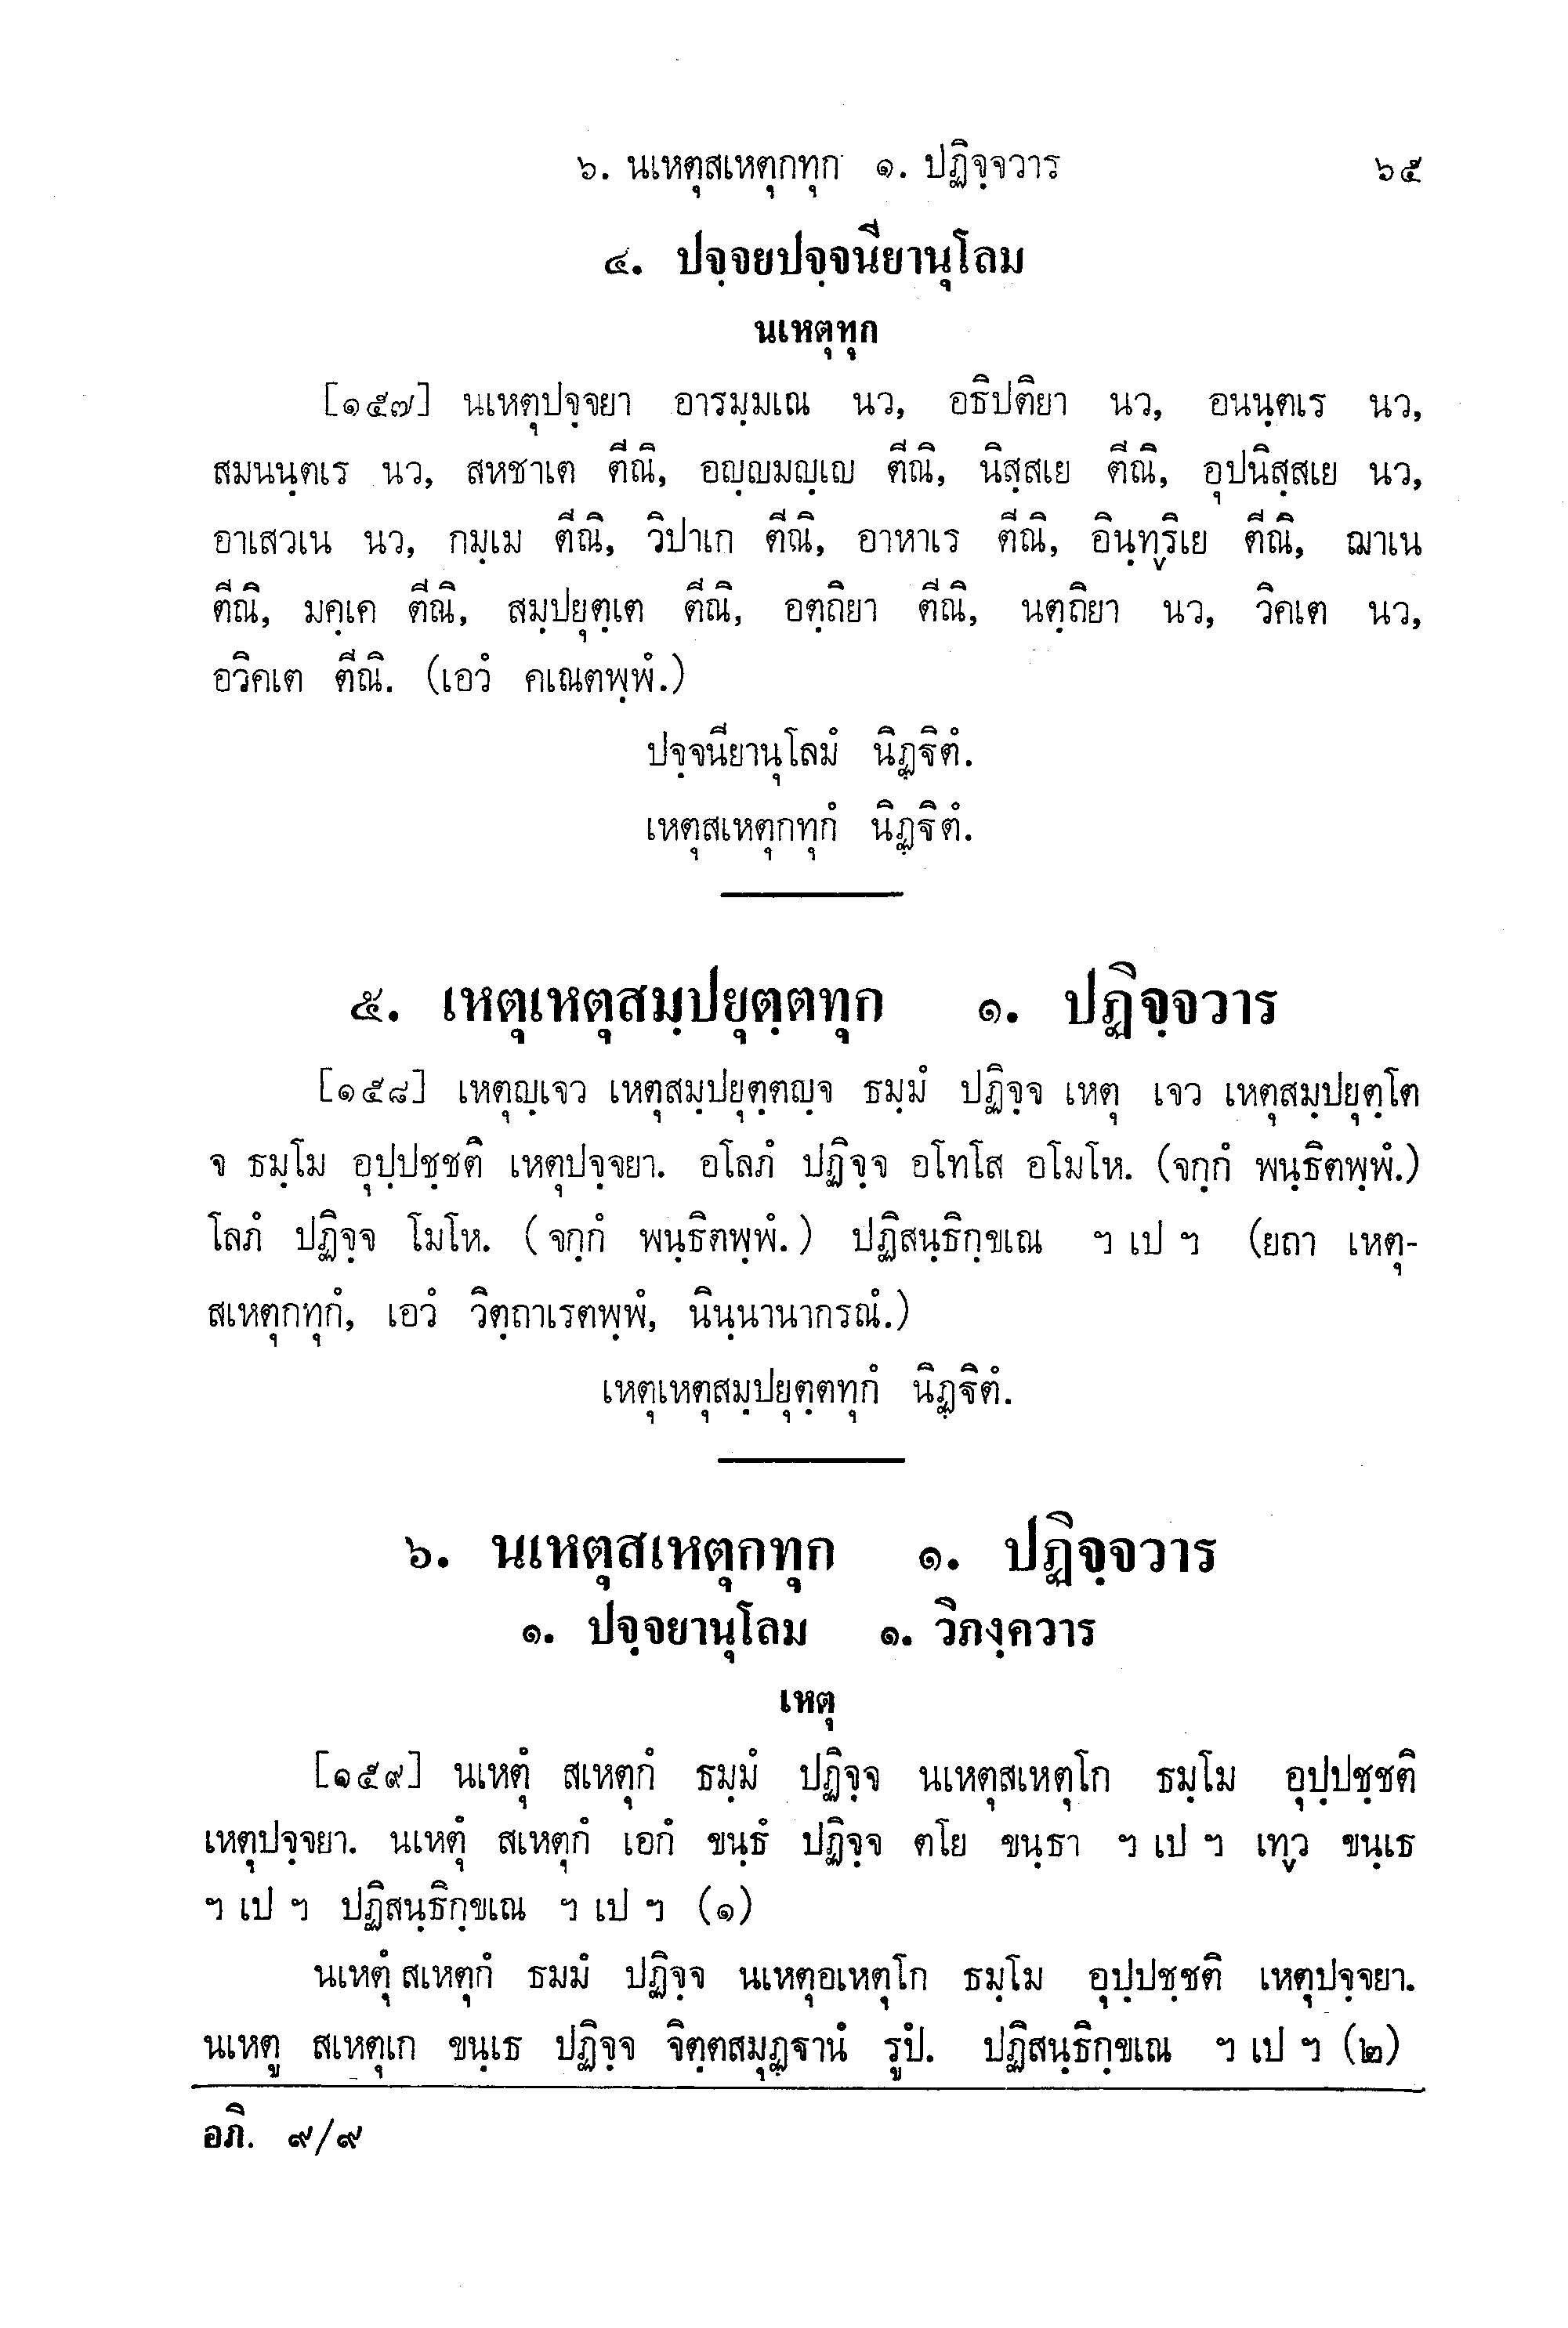 ๖. นเหตุสเหตุกทุก ๑. ปฏิจฺจวาร ๖๕
๔. ปจฺจยปจฺจนียานุโลม
นเหตุทุก
[๑๕๗] นเหตุปจฺจยา อารมฺมเณ นว, อธิปติยา นว, อนนฺตเร นว,
สมนนฺตเร นว, สหชาเต ตีณิ, อญฺญมญฺเญ ตีณิ, นิสฺสเย ตีณิ, อุปนิสฺสเย นว,
อาเสวเน นว, กมฺเม ตีณิ, วิปาเก ตีณิ, อาหาเร ตีณิ, อินฺทฺริเย ตีณิ, ฌาเน
ตีณิ, มคฺเค ตีณิ, สมฺปยุตฺเต ตีณิ, อตฺถิยา ตีณิ, นตฺถิยา นว, วิคเต นว,
อวิคเต ตีณิ. (เอวํ คเณตพฺพํ.)
ปจฺจนียานุโลมํ นิฏฺฐิตํ.
เหตุสเหตุกทุกํ นิฏฺฐิตํ.
๕. เหตุเหตุสมฺปยุตฺตทุก ๑. ปฏิจฺจวาร
[๑๕๘] เหตุญฺเจว เหตุสมฺปยุตฺตญฺจ ธมฺมํ ปฏิจฺจ เหตุ เจว เหตุสมฺปยุตฺโต
จ ธมฺโม อุปฺปชฺชติ เหตุปจฺจยา. อโลภํ ปฏิจฺจ อโทโส อโมโห. (จกฺกํ พนฺธิตพฺพํ.)
โลภํ ปฏิจฺจ โมโห. (จกฺกํ พนฺธิตพฺพํ.) ปฏิสนฺธิกฺขเณ ฯ เป ฯ (ยถา เหตุ-
สเหตุกทุกํ, เอวํ วิตฺถาเรตพฺพํ, นินฺนานากรณํ.)
เหตุเหตุสมฺปยุตฺตทุกํ นิฏฺฐิตํ.
๖. นเหตุสเหตุกทุก ๑. ปฏิจฺจวาร
๑. ปจฺจยานุโลม ๑. วิภงฺควาร
เหตุ
[๑๕๙] นเหตุํ สเหตุกํ ธมฺมํ ปฏิจฺจ นเหตุสเหตุโก ธมฺโม อุปฺปชฺชติ
เหตุปจฺจยา. นเหตุํ สเหตุกํ เอกํ ขนฺธํ ปฏิจฺจ ตโย ขนฺธา ฯ เป ฯ เทฺว ขนฺเธ
ฯ เป ฯ ปฏิสนฺธิกฺขเณ ฯ เป ฯ (๑)
นเหตุํ สเหตุกํ ธมมํ ปฏิจฺจ นเหตุอเหตุโก ธมฺโม อุปฺปชฺชติ เหตุปจฺจยา.
นเหตู สเหตุเก ขนฺเธ ปฏิจฺจ จิตฺตสมุฏฺฐานํ รูปํ. ปฏิสนฺธิกฺขเณ ฯ เป ฯ (๒)
อภิ. ๙/๙